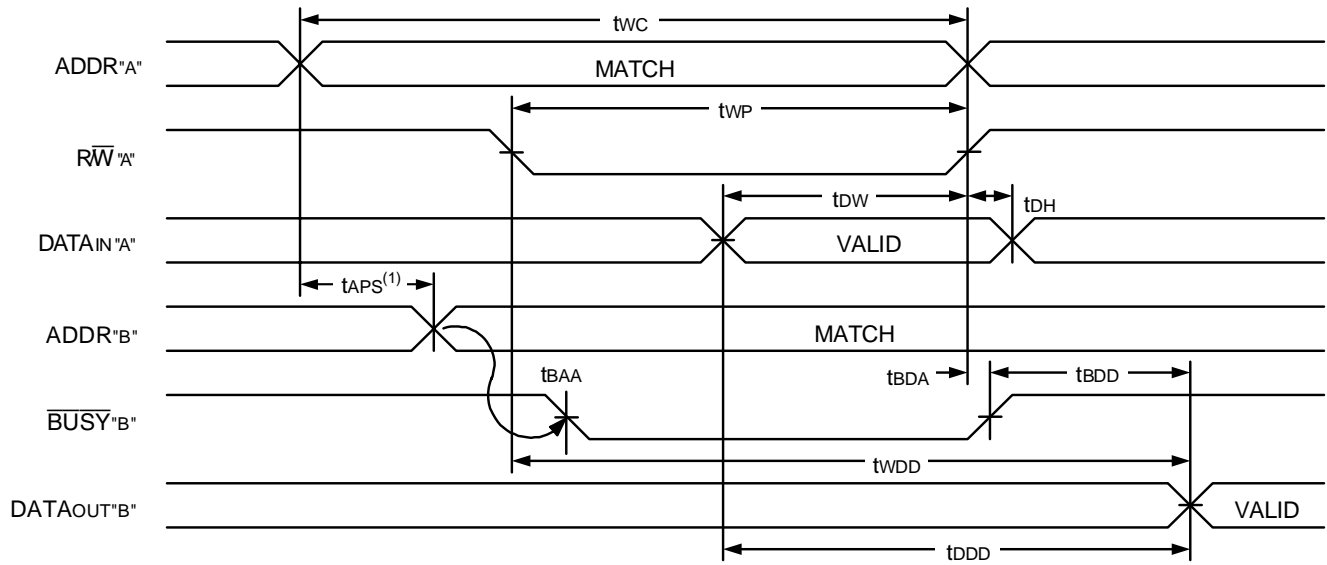 tWC
ADDR"A"
MATCH
tWP
R/W̅"A"
tDW
tDH
DATAIN"A"
VALID
tAPS(1)
ADDR"B"
MATCH
tBAA
tBDA
tBDD
B̅U̅S̅Y̅"B"
tWDD
DATAOUT"B"
VALID
tDDD